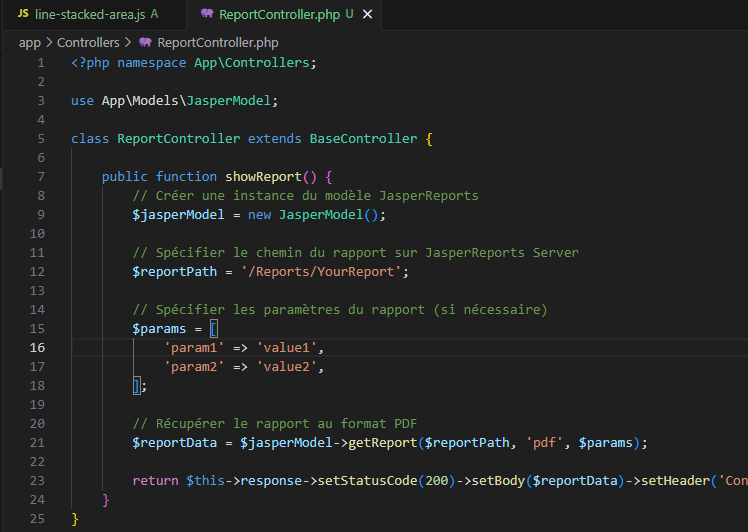 JS line-stacked-area.js A
ReportController.php U
app > Controllers > ReportController.php
1 <?php namespace App\Controllers;
2
3 use App\Models\JasperModel;
4
5 class ReportController extends BaseController {
6
7 public function showReport() {
8 // Créer une instance du modèle JasperReports
9 $jasperModel = new JasperModel();
10
11 // Spécifier le chemin du rapport sur JasperReports Server
12 $reportPath = '/Reports/YourReport';
13
14 // Spécifier les paramètres du rapport (si nécessaire)
15 $params = [
16 'param1' => 'value1',
17 'param2' => 'value2',
18 ];
19
20 // Récupérer le rapport au format PDF
21 $reportData = $jasperModel->getReport($reportPath, 'pdf', $params);
22
23 return $this->response->setStatusCode(200)->setBody($reportData)->setHeader('Con
24 }
25 }